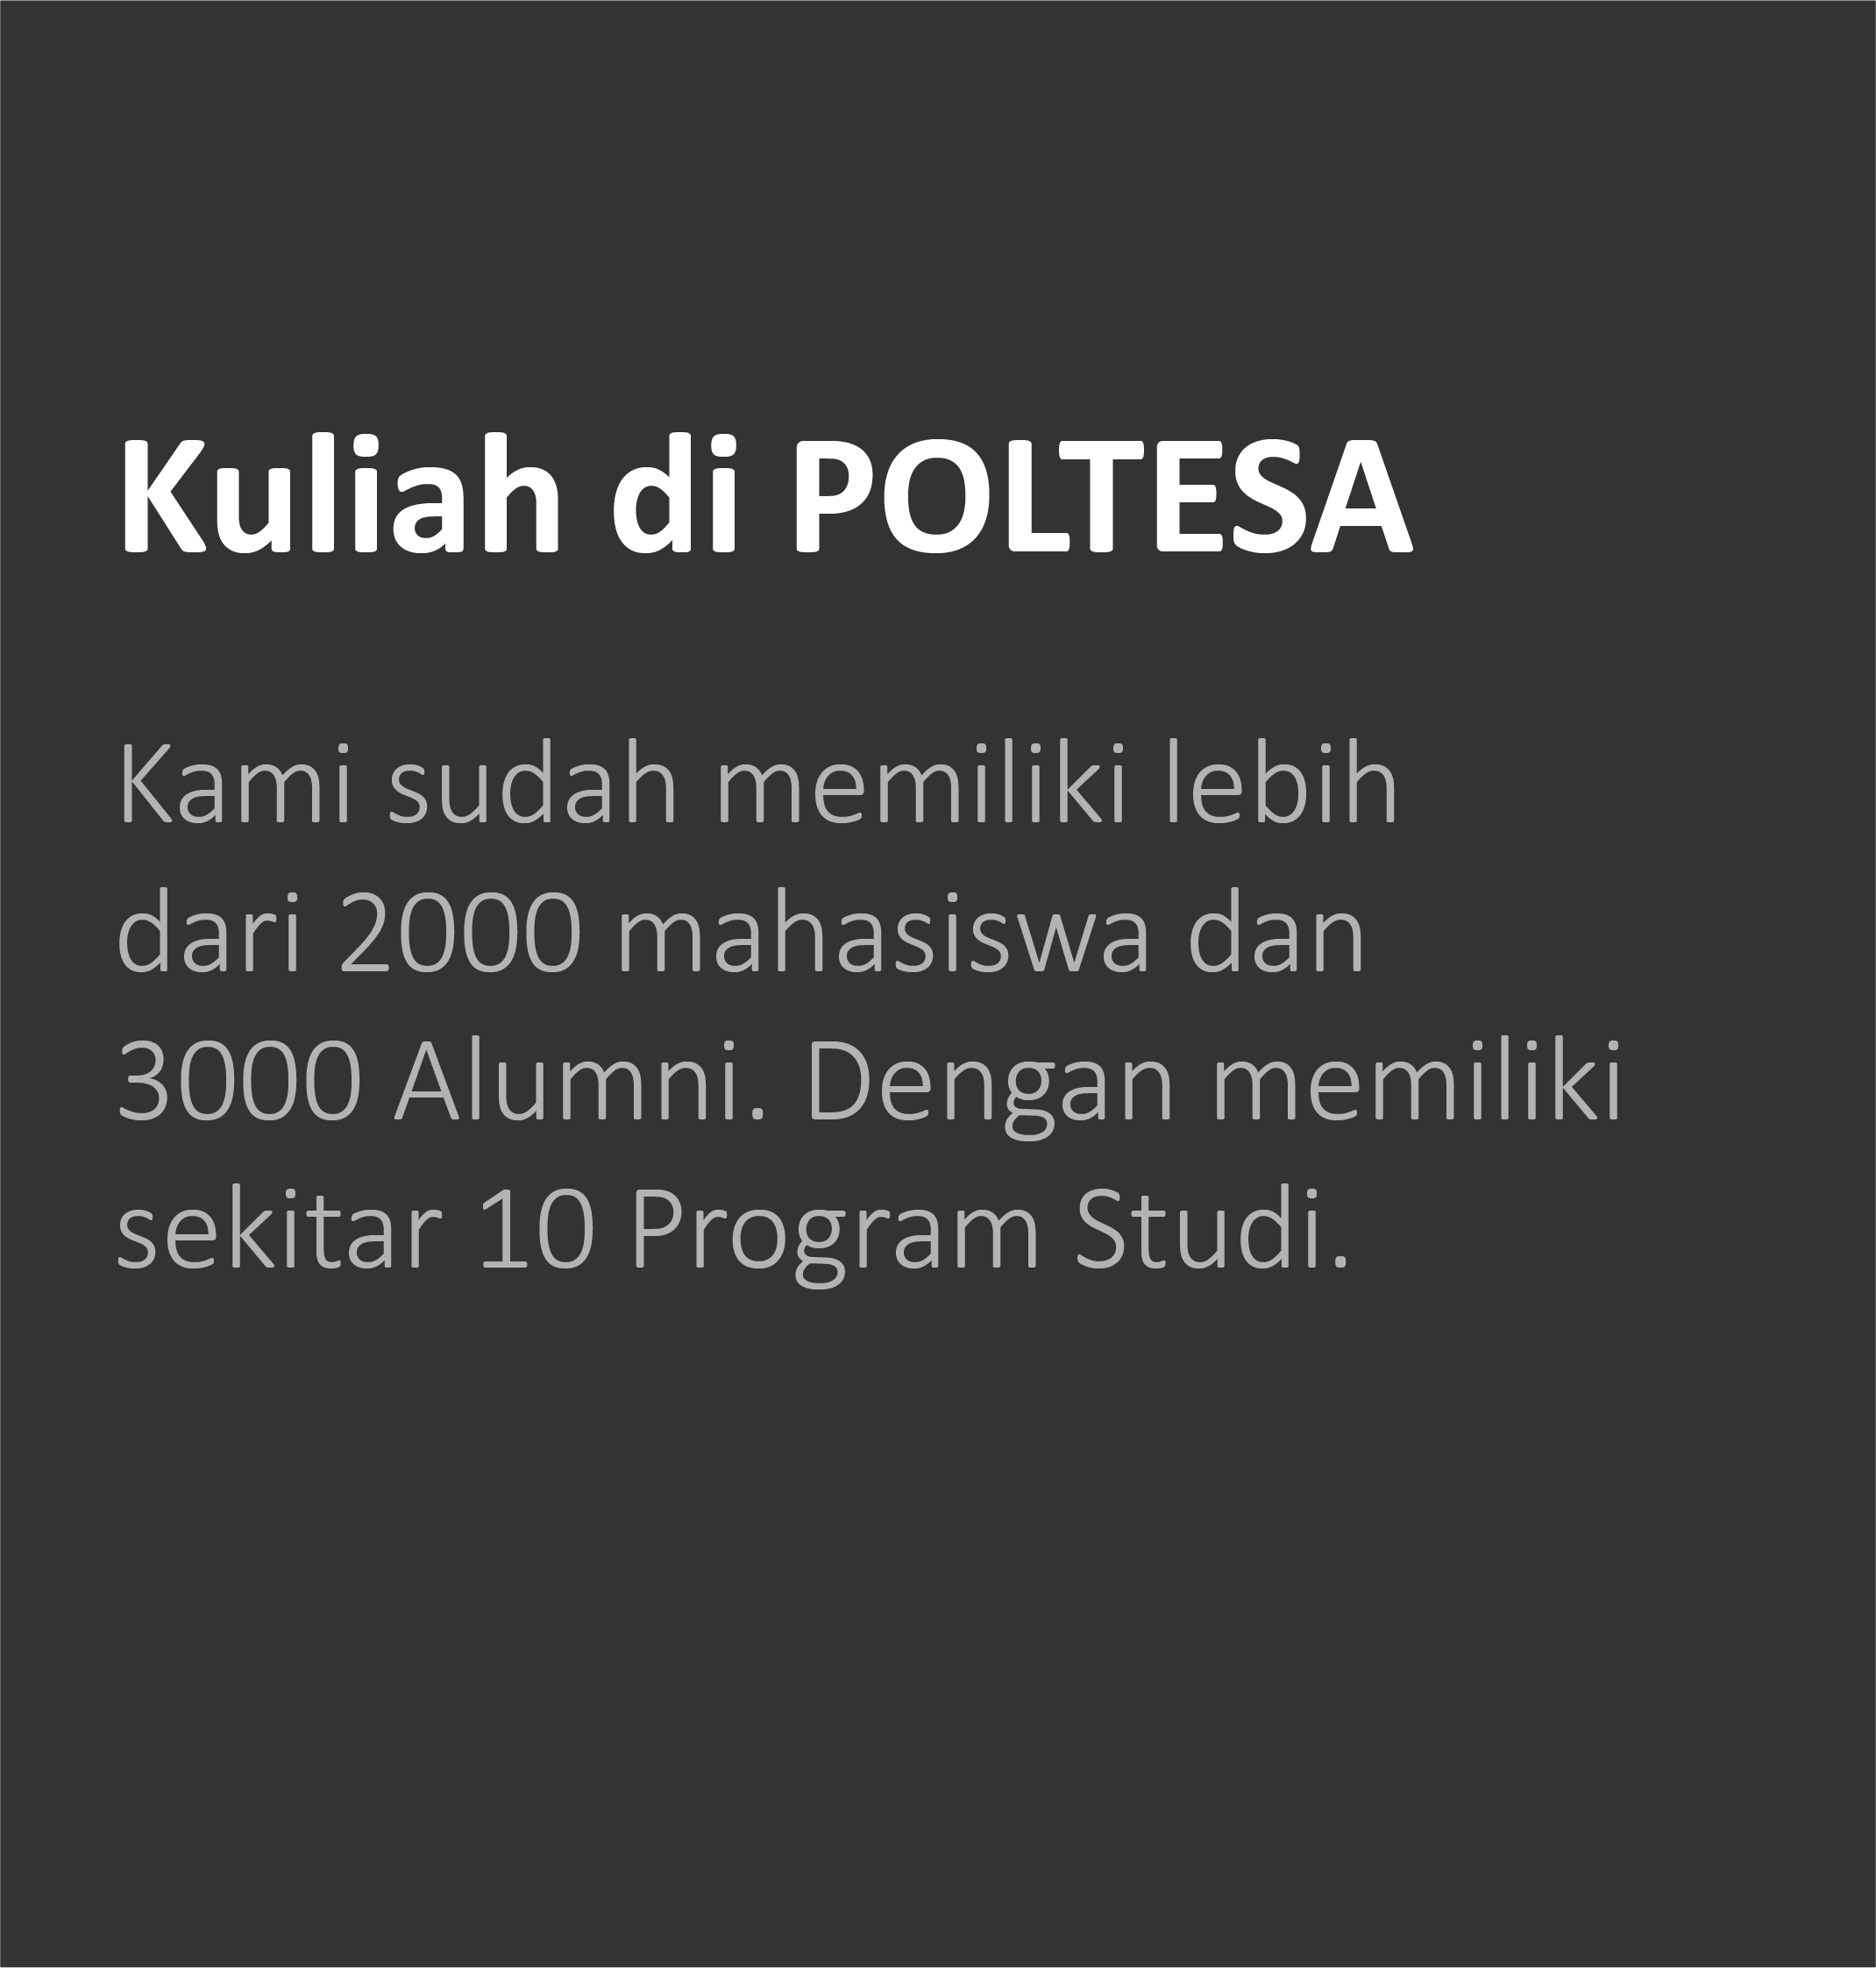 Kuliah di POLTESA
Kami sudah memiliki lebih
dari 2000 mahasiswa dan
3000 Alumni. Dengan memiliki
sekitar 10 Program Studi.